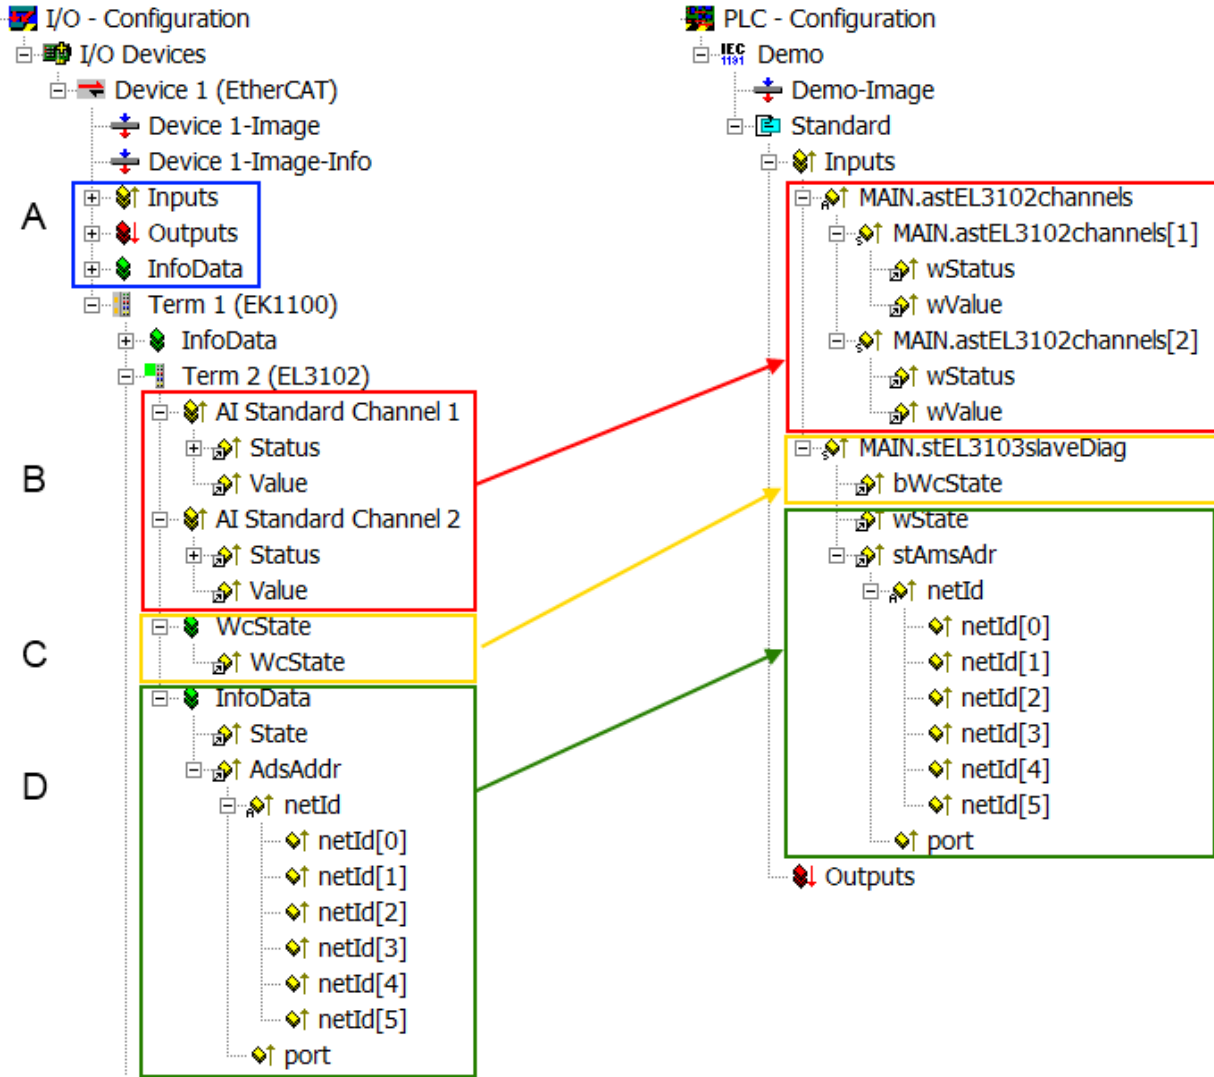 I/O - Configuration
I/O Devices
Device 1 (EtherCAT)
Device 1-Image
Device 1-Image-Info
A
Inputs
Outputs
InfoData
Term 1 (EK1100)
InfoData
Term 2 (EL3102)
B
AI Standard Channel 1
Status
Value
AI Standard Channel 2
Status
Value
C
WcState
WcState
D
InfoData
State
AdsAddr
netId
netId[0]
netId[1]
netId[2]
netId[3]
netId[4]
netId[5]
port
PLC - Configuration
IEC
1131
Demo
Demo-Image
Standard
Inputs
MAIN.astEL3102channels
MAIN.astEL3102channels[1]
wStatus
wValue
MAIN.astEL3102channels[2]
wStatus
wValue
MAIN.stEL3103slaveDiag
bWcState
wState
stAmsAdr
netId
netId[0]
netId[1]
netId[2]
netId[3]
netId[4]
netId[5]
port
Outputs